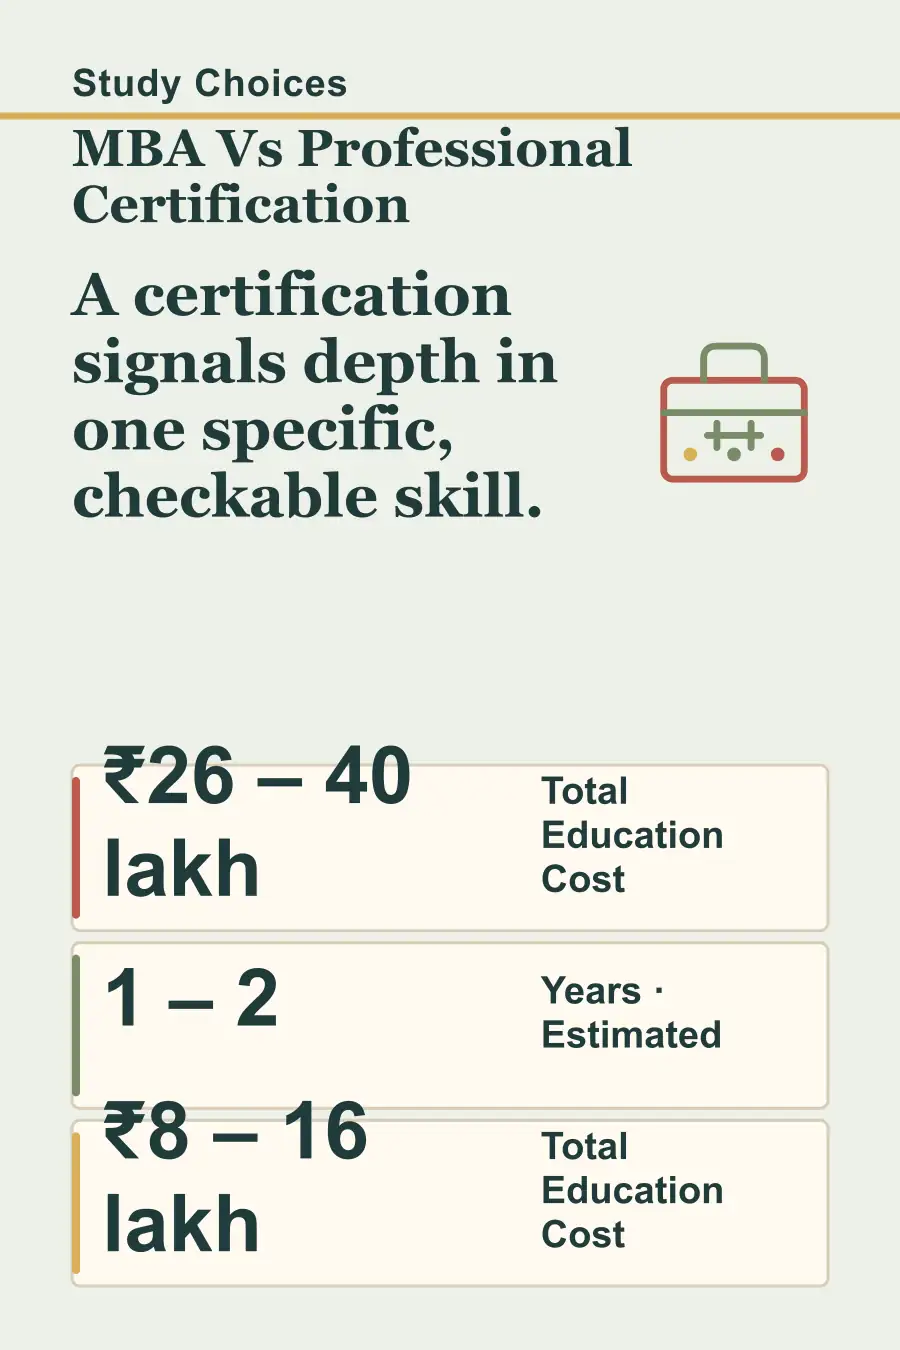 Study Choices
MBA Vs Professional
Certification
A certification
signals depth in
one specific,
checkable skill.
₹26 – 40
lakh
Total
Education
Cost
1 – 2
Years ·
Estimated
₹8 – 16
lakh
Total
Education
Cost